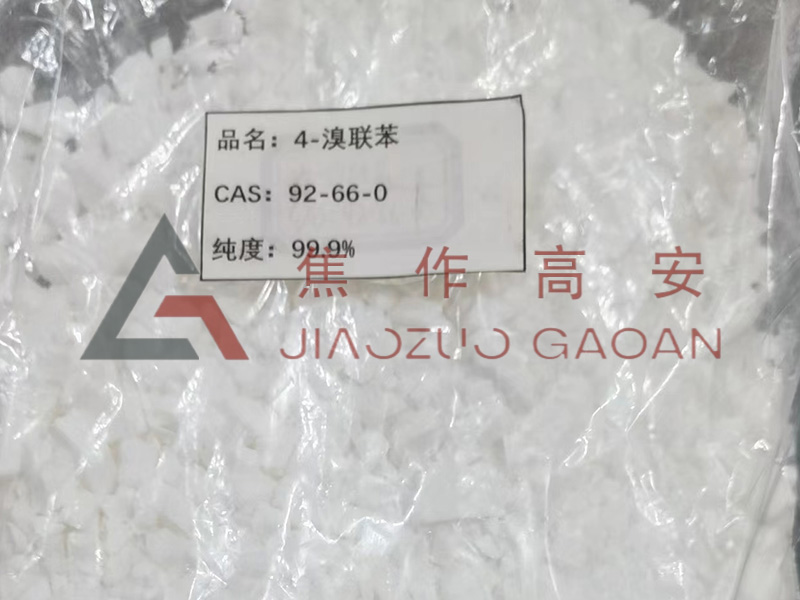 品名：4-溴联苯
CAS：92-66-0
纯度：99.9%
焦作高安
JIAOZUO GAOAN